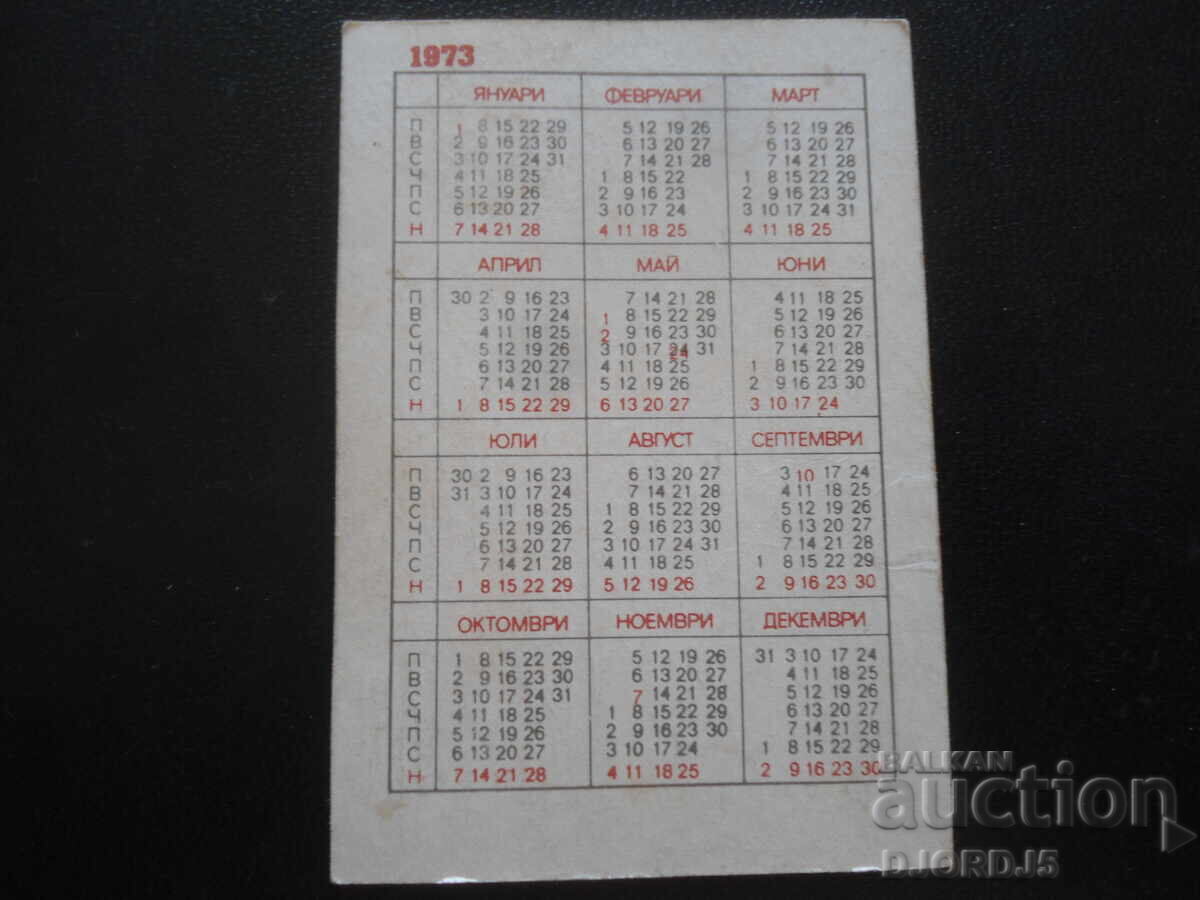 1973
ЯНУАРИ ФЕВРУАРИ МАРТ
П 1 8 15 22 29 5 12 19 26 5 12 19 26
В 2 9 16 23 30 6 13 20 27 6 13 20 27
С 3 10 17 24 31 7 14 21 28 7 14 21 28
Ч 4 11 18 25 1 8 15 22 1 8 15 22 29
П 5 12 19 26 2 9 16 23 2 9 16 23 30
С 6 13 20 27 3 10 17 24 3 10 17 24 31
Н 7 14 21 28 4 11 18 25 4 11 18 25
АПРИЛ МАЙ ЮНИ
П 30 2 9 16 23 7 14 21 28 4 11 18 25
В 3 10 17 24 1 8 15 22 29 5 12 19 26
С 4 11 18 25 2 9 16 23 30 6 13 20 27
Ч 5 12 19 26 3 10 17 24 31 7 14 21 28
П 6 13 20 27 4 11 18 25 1 8 15 22 29
С 7 14 21 28 5 12 19 26 2 9 16 23 30
Н 1 8 15 22 29 6 13 20 27 3 10 17 24
ЮЛИ АВГУСТ СЕПТЕМВРИ
П 30 2 9 16 23 6 13 20 27 3 10 17 24
В 31 3 10 17 24 7 14 21 28 4 11 18 25
С 4 11 18 25 1 8 15 22 29 5 12 19 26
Ч 5 12 19 26 2 9 16 23 30 6 13 20 27
П 6 13 20 27 3 10 17 24 31 7 14 21 28
С 7 14 21 28 4 11 18 25 1 8 15 22 29
Н 1 8 15 22 29 5 12 19 26 2 9 16 23 30
ОКТОМВРИ НОЕМВРИ ДЕКЕМВРИ
П 1 8 15 22 29 5 12 19 26 31 3 10 17 24
В 2 9 16 23 30 6 13 20 27 4 11 18 25
С 3 10 17 24 31 7 14 21 28 5 12 19 26
Ч 4 11 18 25 1 8 15 22 29 6 13 20 27
П 5 12 19 26 2 9 16 23 30 7 14 21 28
С 6 13 20 27 3 10 17 24 1 8 15 22 29
Н 7 14 21 28 4 11 18 25 2 9 16 23 30
BALKAN
auction
DJORDJ5